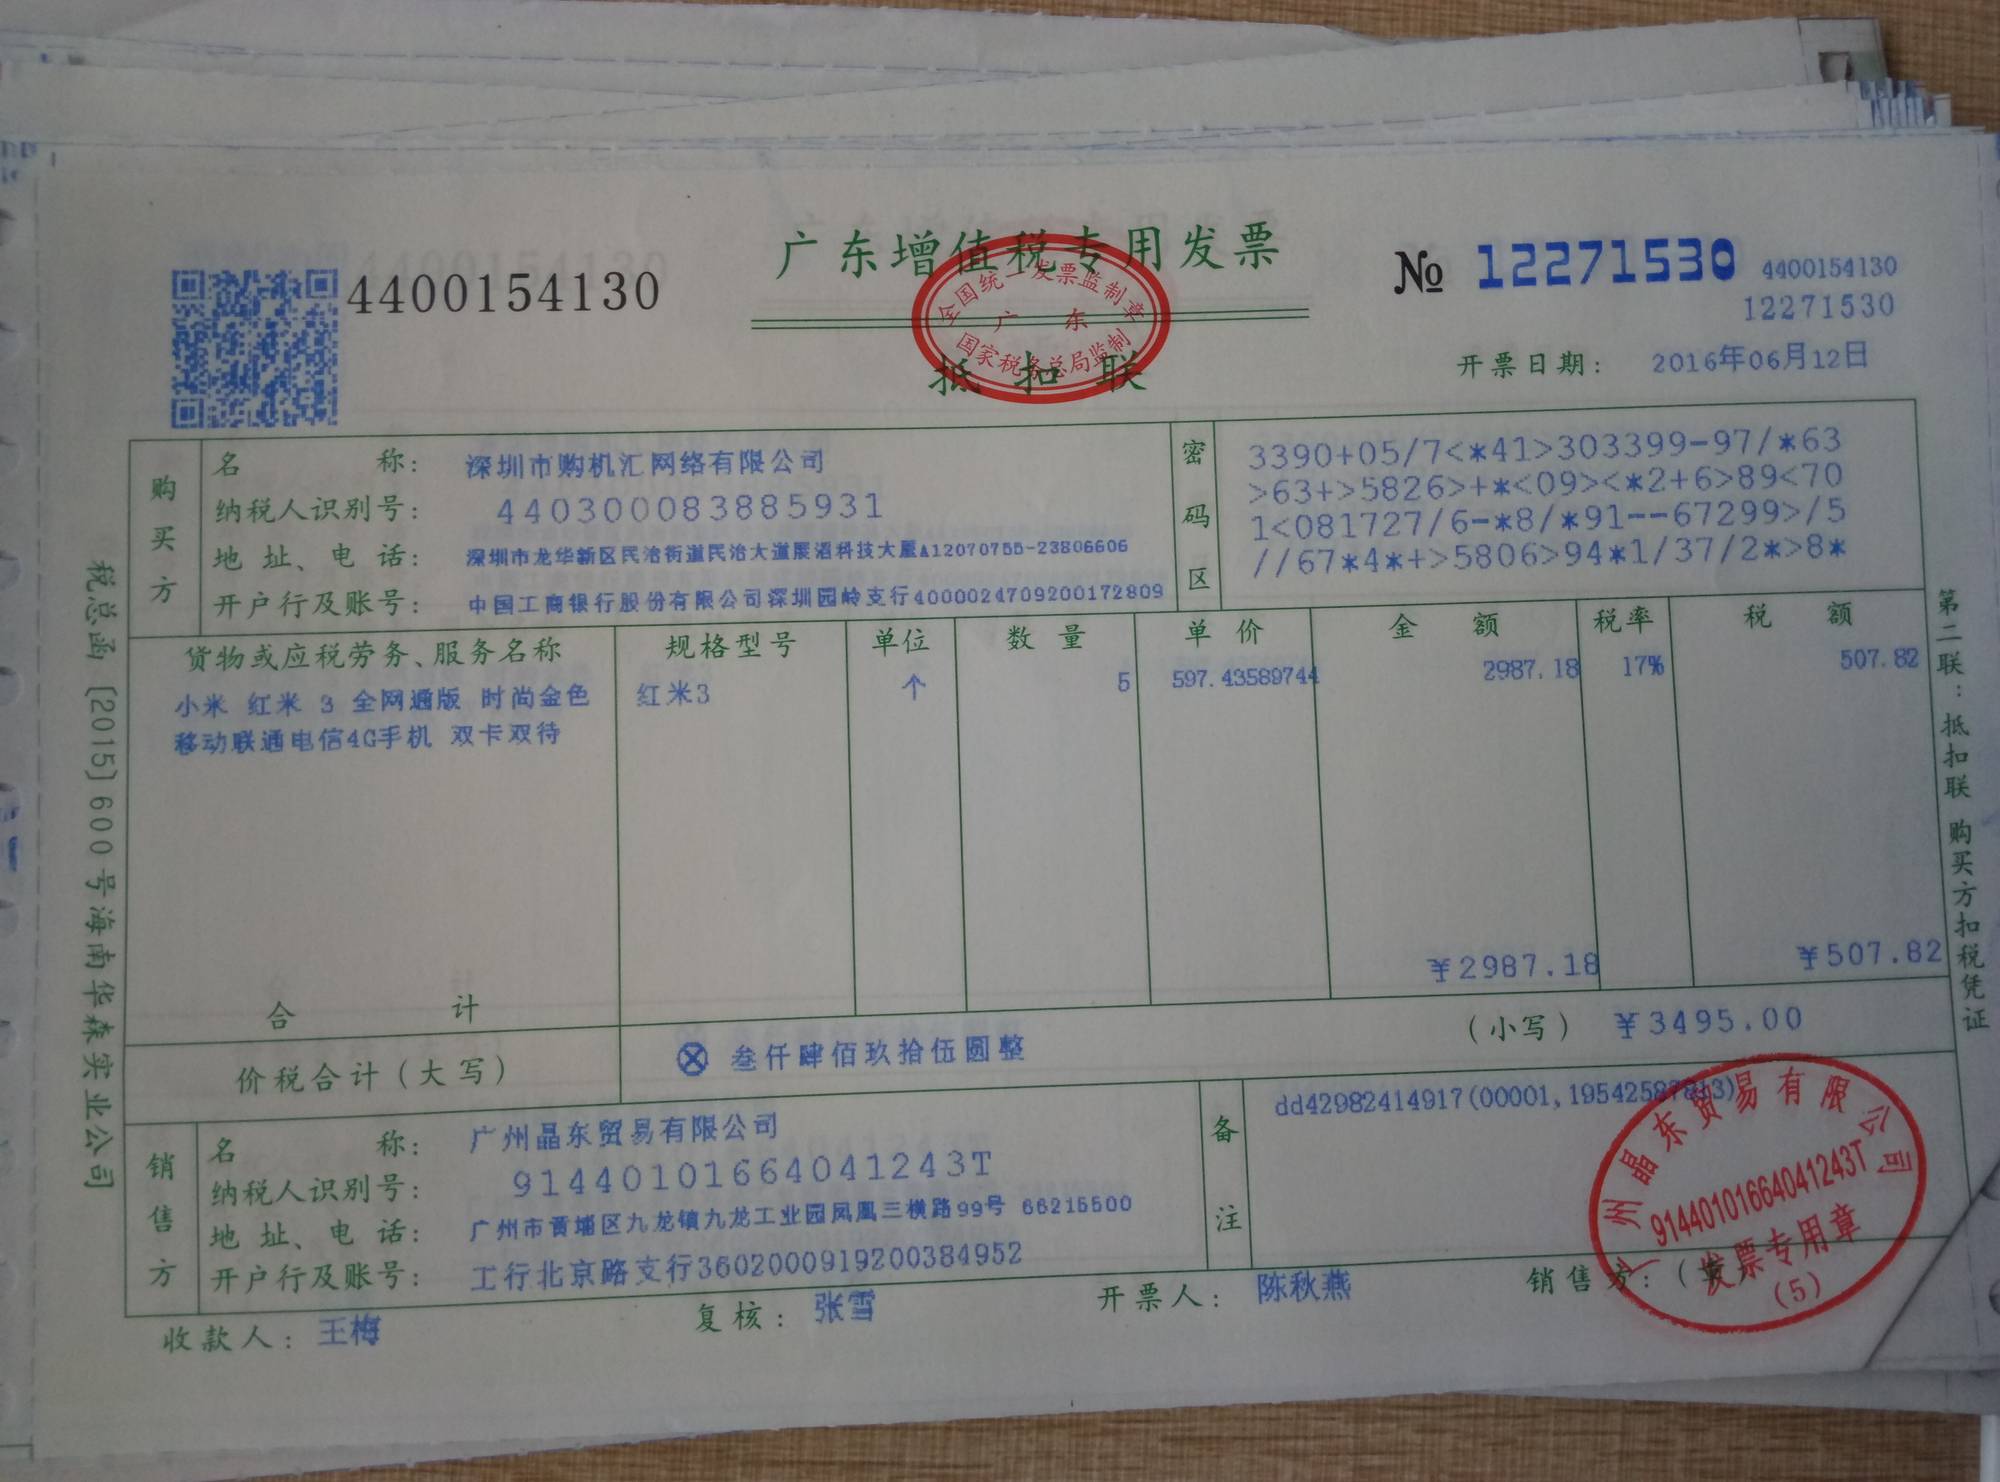 4400154130
广东增值税专用发票
全国统一发票监制章
广东
国家税务总局监制
抵扣联
№ 12271530
4400154130
12271530
开票日期: 2016年06月12日
购买方
名称: 深圳市购机汇网络有限公司
纳税人识别号: 440300083885931
地址、电话: 深圳市龙华新区民治街道民治大道展滔科技大厦A12070755-23806606
开户行及账号: 中国工商银行股份有限公司深圳园岭支行4000024709200172809
密码区
3390+05/7<*41>303399-97/*63
>63+>5826>+*<09><*2+6>89<70
1<081727/6-*8/*91--67299>/5
//67*4*+>5806>94*1/37/2*>8*
货物或应税劳务、服务名称 规格型号 单位 数量 单价 金额 税率 税额
小米 红米 3 全网通版 时尚金色 红米3 个 5 597.43589744 2987.18 17% 507.82
移动联通电信4G手机 双卡双待
合计 ¥2987.18 ¥507.82
价税合计(大写) ⊗ 叁仟肆佰玖拾伍圆整 (小写) ¥3495.00
销售方
名称: 广州晶东贸易有限公司
纳税人识别号: 91440101664041243T
地址、电话: 广州市黄埔区九龙镇九龙工业园凤凰三横路99号 66215500
开户行及账号: 工行北京路支行3602000919200384952
备注
dd42982414917(00001,19542587813)
收款人: 王梅 复核: 张雪 开票人: 陈秋燕 销售方: (章)
广州晶东贸易有限公司
91440101664041243T
发票专用章
(5)
税总函〔2015〕600号海南华森实业公司
第二联:抵扣联 购买方扣税凭证